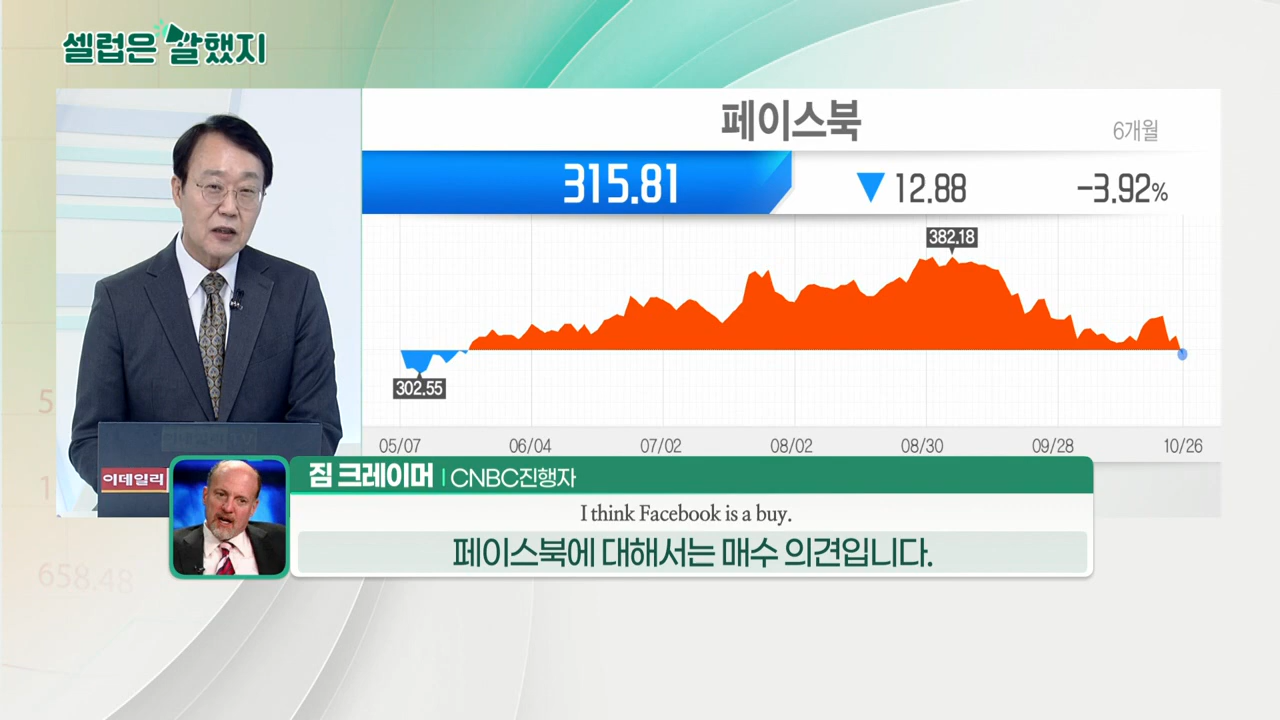 셀럽은 말했지
페이스북
6개월
315.81
▼ 12.88
-3.92%
382.18
302.55
05/07
06/04
07/02
08/02
08/30
09/28
10/26
이데일리
짐 크레이머 | CNBC진행자
I think Facebook is a buy.
페이스북에 대해서는 매수 의견입니다.
658.48